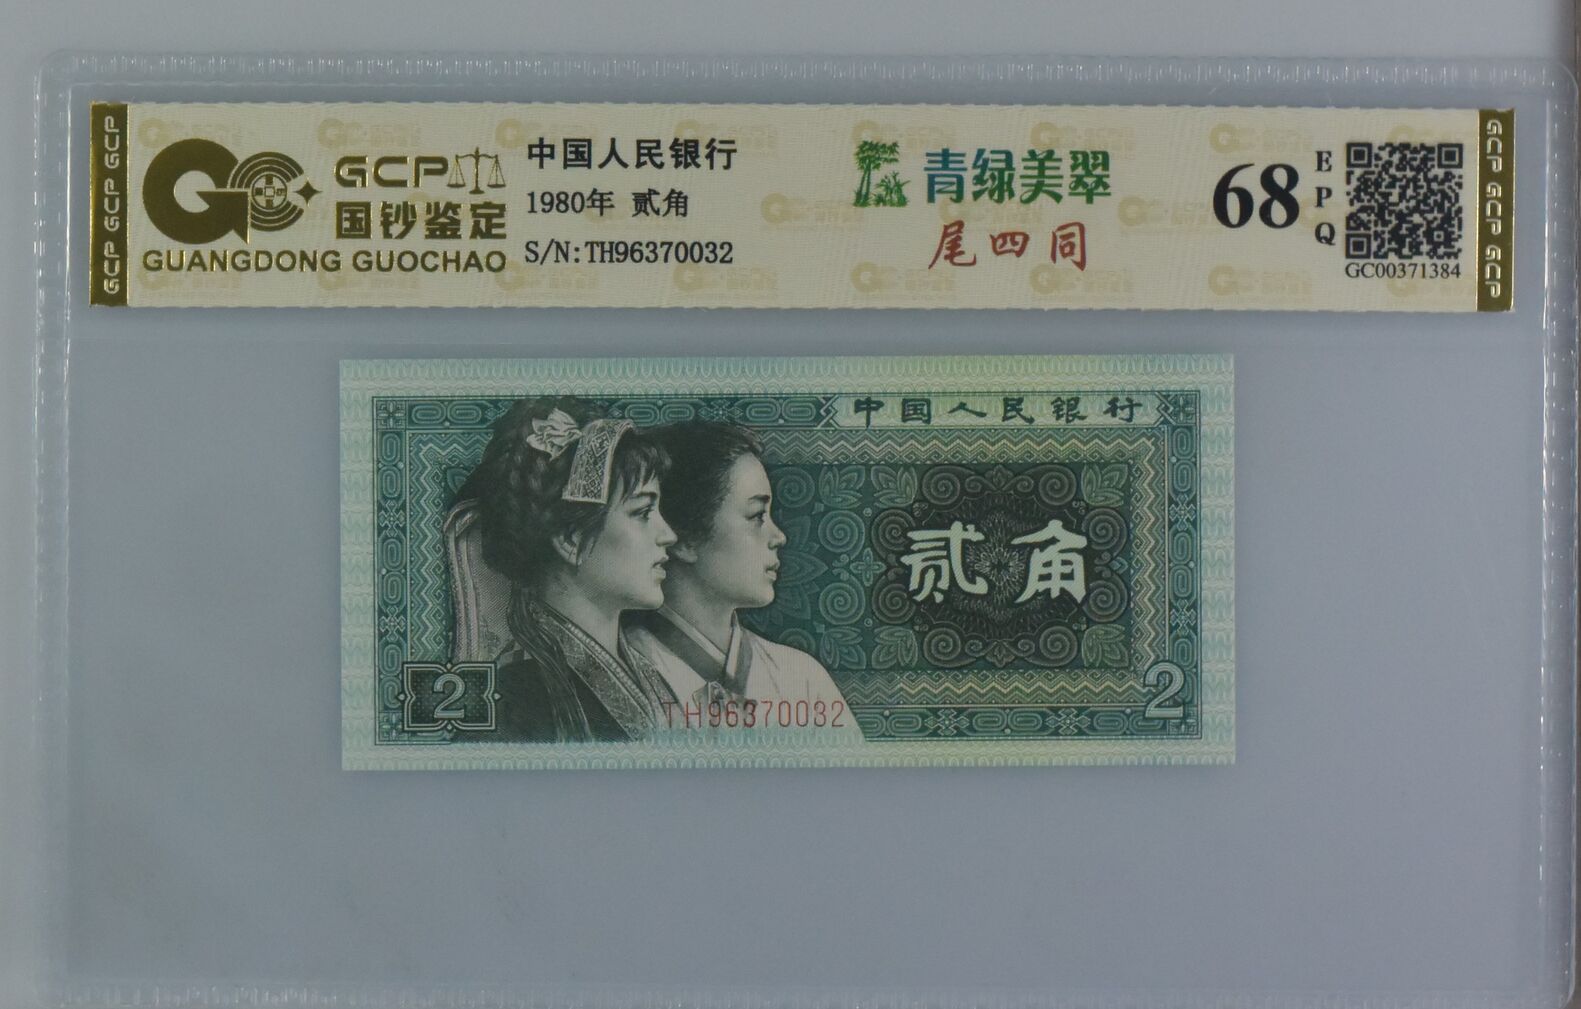 GCP GCP GCP
GCP
国钞鉴定
GUANGDONG GUOCHAO
中国人民银行
1980年 贰角
S/N:TH96370032
青绿美翠
尾四同
68
EPQ
GC00371384
GCP GCP GCP
中国人民银行
贰角
2
TH96370032
2